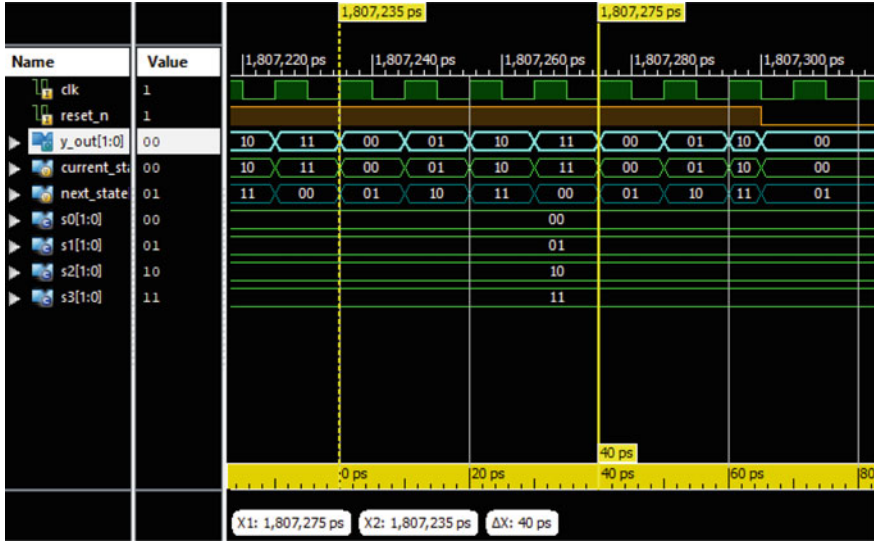 1,807,235 ps 1,807,275 ps
Name Value 1,807,220 ps 1,807,240 ps 1,807,260 ps 1,807,280 ps 1,807,300 ps
clk 1
reset_n 1
y_out[1:0] 00 10 11 00 01 10 11 00 01 10 00
current_sta 00 10 11 00 01 10 11 00 01 10 00
next_state 01 11 00 01 10 11 00 01 10 11 01
s0[1:0] 00 00
s1[1:0] 01 01
s2[1:0] 10 10
s3[1:0] 11 11
40 ps
0 ps 20 ps 40 ps 60 ps 80
X1: 1,807,275 ps X2: 1,807,235 ps ΔX: 40 ps